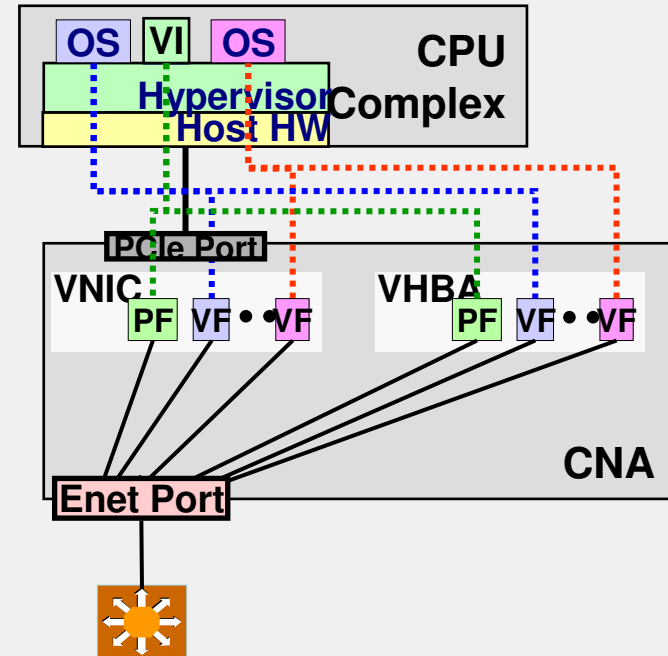 OS VI OS
CPU
Complex
Hypervisor
Host HW
PCIe Port
VNIC VHBA
PF VF VF PF VF VF
CNA
Enet Port